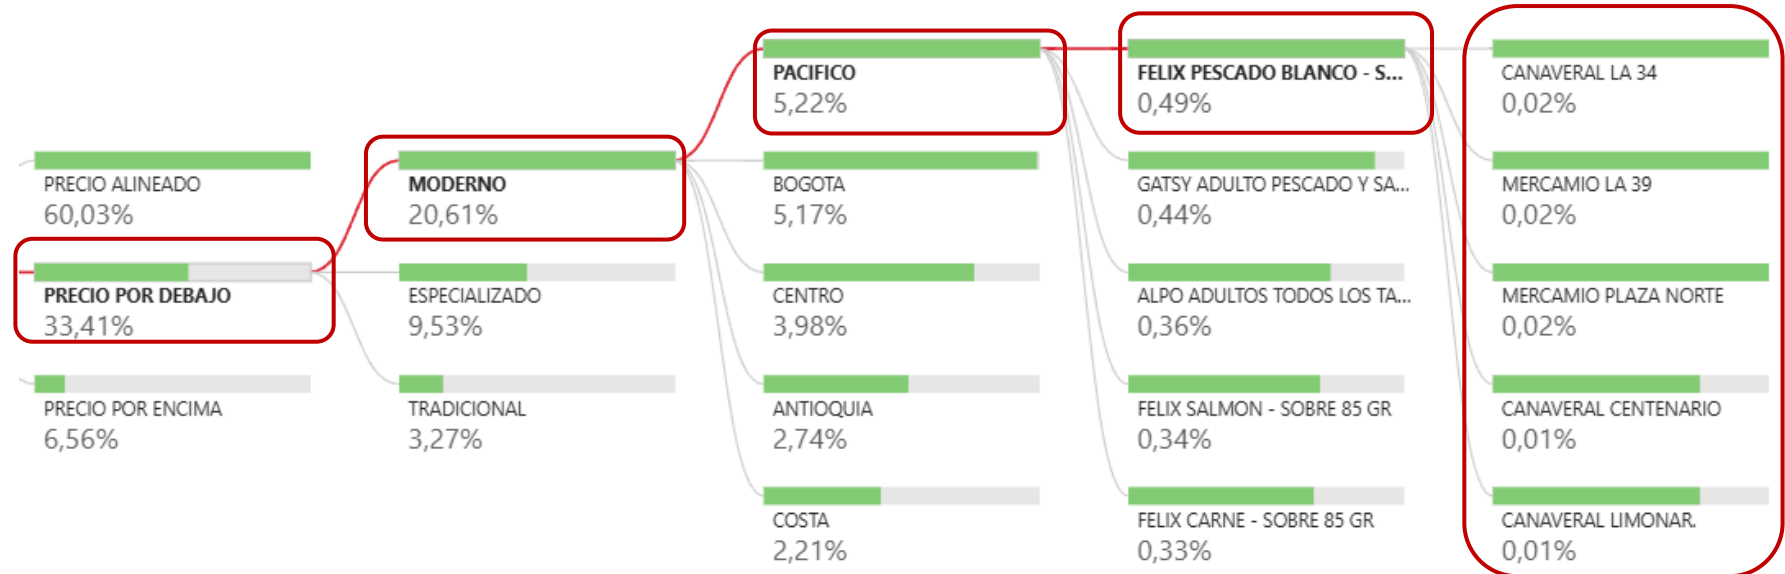 PRECIO ALINEADO
60,03%
PRECIO POR DEBAJO
33,41%
PRECIO POR ENCIMA
6,56%
MODERNO
20,61%
ESPECIALIZADO
9,53%
TRADICIONAL
3,27%
PACIFICO
5,22%
BOGOTA
5,17%
CENTRO
3,98%
ANTIOQUIA
2,74%
COSTA
2,21%
FELIX PESCADO BLANCO - S...
0,49%
GATSY ADULTO PESCADO Y SA...
0,44%
ALPO ADULTOS TODOS LOS TA...
0,36%
FELIX SALMON - SOBRE 85 GR
0,34%
FELIX CARNE - SOBRE 85 GR
0,33%
CANAVERAL LA 34
0,02%
MERCAMIO LA 39
0,02%
MERCAMIO PLAZA NORTE
0,02%
CANAVERAL CENTENARIO
0,01%
CANAVERAL LIMONAR.
0,01%